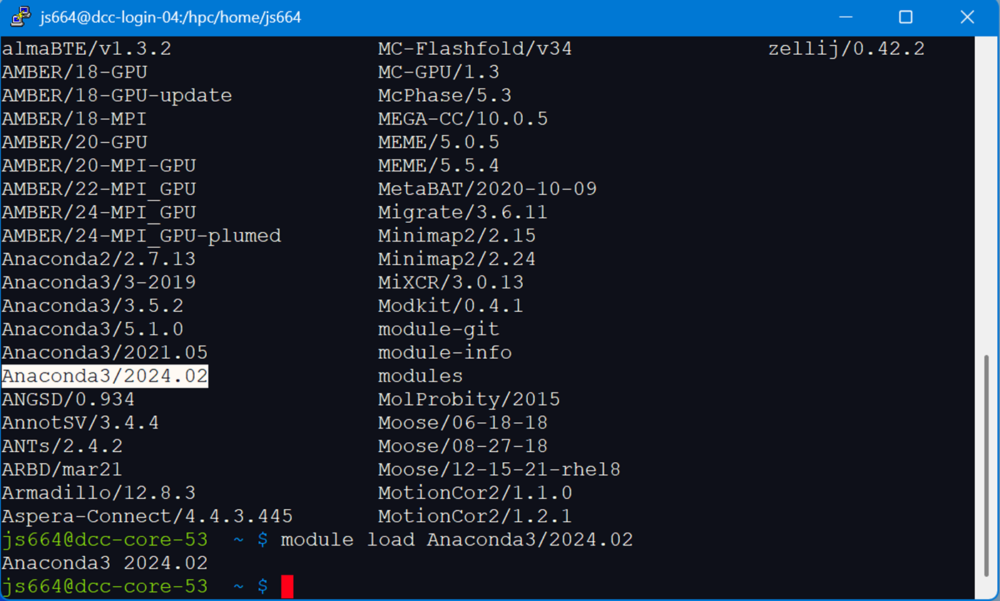 js664@dcc-login-04:/hpc/home/js664
almaBTE/v1.3.2 MC-Flashfold/v34 zellij/0.42.2
AMBER/18-GPU MC-GPU/1.3
AMBER/18-GPU-update McPhase/5.3
AMBER/18-MPI MEGA-CC/10.0.5
AMBER/20-GPU MEME/5.0.5
AMBER/20-MPI-GPU MEME/5.5.4
AMBER/22-MPI_GPU MetaBAT/2020-10-09
AMBER/24-MPI_GPU Migrate/3.6.11
AMBER/24-MPI_GPU-plumed Minimap2/2.15
Anaconda2/2.7.13 Minimap2/2.24
Anaconda3/3-2019 MiXCR/3.0.13
Anaconda3/3.5.2 Modkit/0.4.1
Anaconda3/5.1.0 module-git
Anaconda3/2021.05 module-info
Anaconda3/2024.02 modules
ANGSD/0.934 MolProbity/2015
AnnotSV/3.4.4 Moose/06-18-18
ANTs/2.4.2 Moose/08-27-18
ARBD/mar21 Moose/12-15-21-rhel8
Armadillo/12.8.3 MotionCor2/1.1.0
Aspera-Connect/4.4.3.445 MotionCor2/1.2.1
js664@dcc-core-53 ~ $ module load Anaconda3/2024.02
Anaconda3 2024.02
js664@dcc-core-53 ~ $